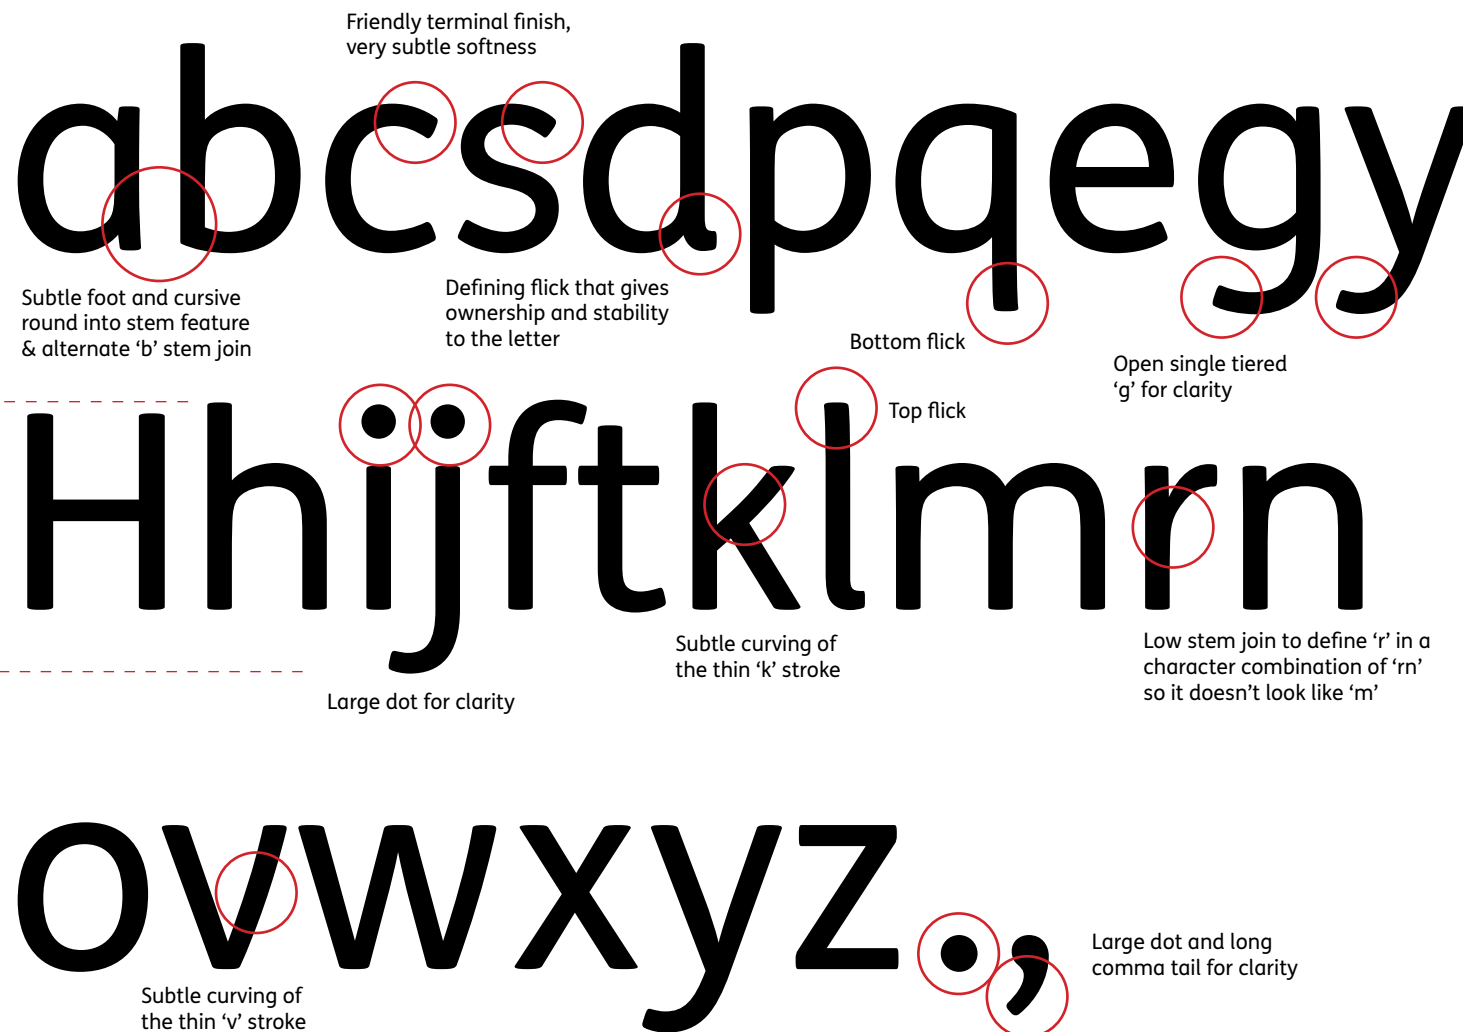 Friendly terminal finish,
very subtle softness
abcsdpqegy
Subtle foot and cursive
round into stem feature
& alternate ‘b’ stem join
Defining flick that gives
ownership and stability
to the letter
Bottom flick
Open single tiered
‘g’ for clarity
Top flick
Hhijftklmrn
Large dot for clarity
Subtle curving of
the thin ‘k’ stroke
Low stem join to define ‘r’ in a
character combination of ‘rn’
so it doesn’t look like ‘m’
ovwxyz.,
Large dot and long
comma tail for clarity
Subtle curving of
the thin ‘v’ stroke